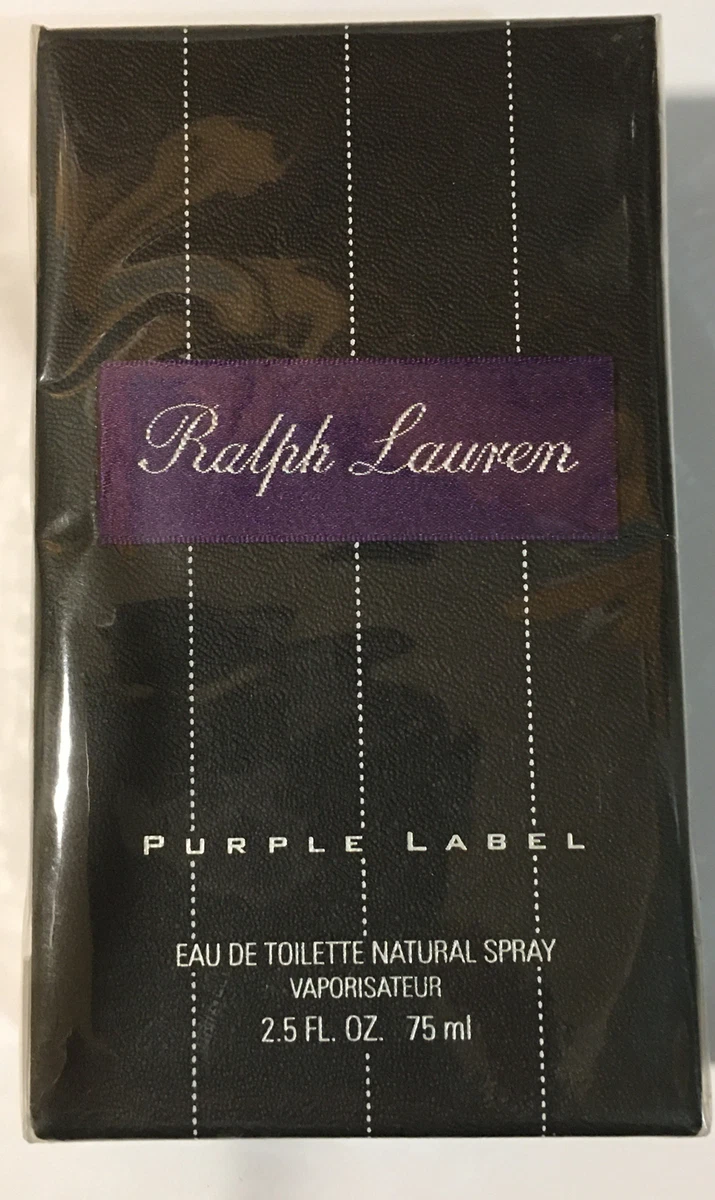 Ralph Lauren
PURPLE LABEL
EAU DE TOILETTE NATURAL SPRAY
VAPORISATEUR
2.5 FL. OZ. 75 ml